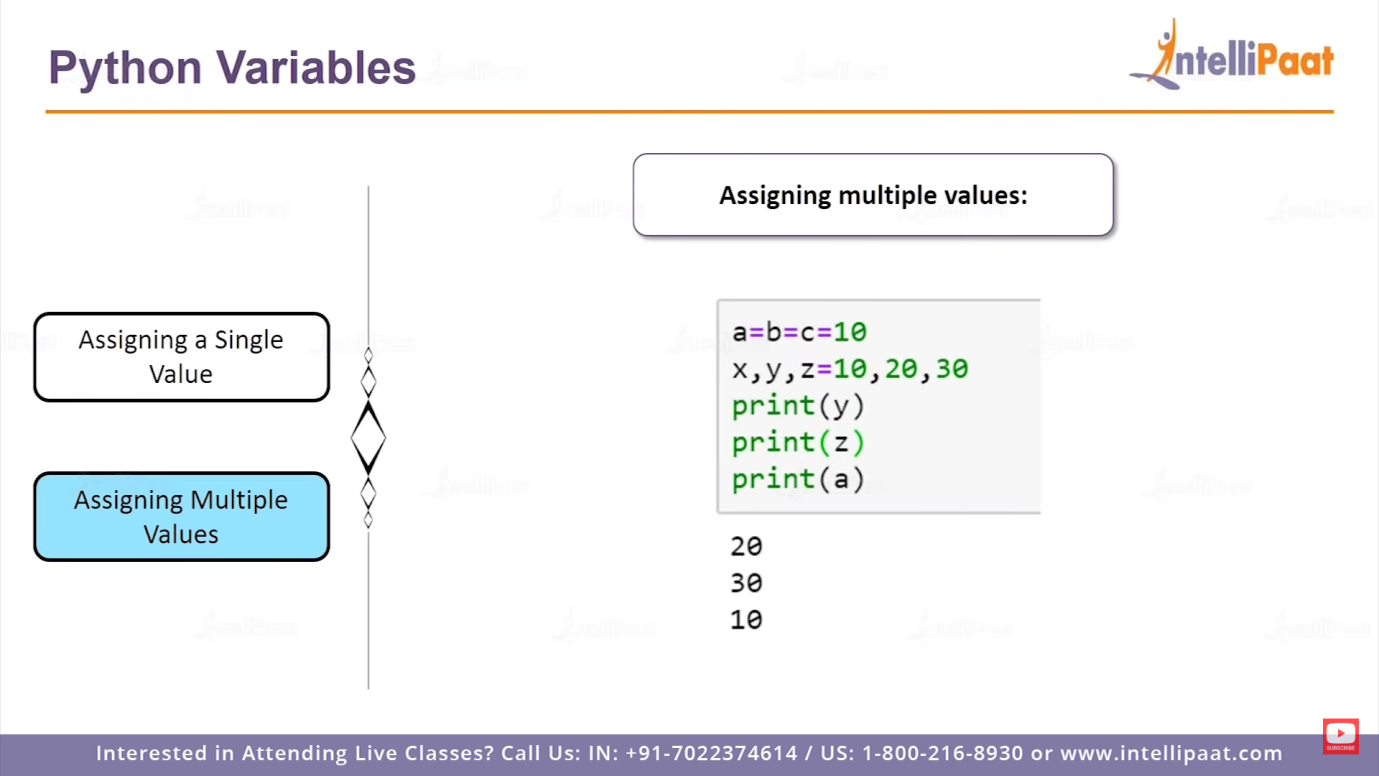 Python Variables
IntelliPaat
Assigning multiple values:
Assigning a Single
Value
Assigning Multiple
Values
a=b=c=10
x,y,z=10,20,30
print(y)
print(z)
print(a)
20
30
10
Interested in Attending Live Classes? Call Us: IN: +91-7022374614 / US: 1-800-216-8930 or www.intellipaat.com
SUBSCRIBE